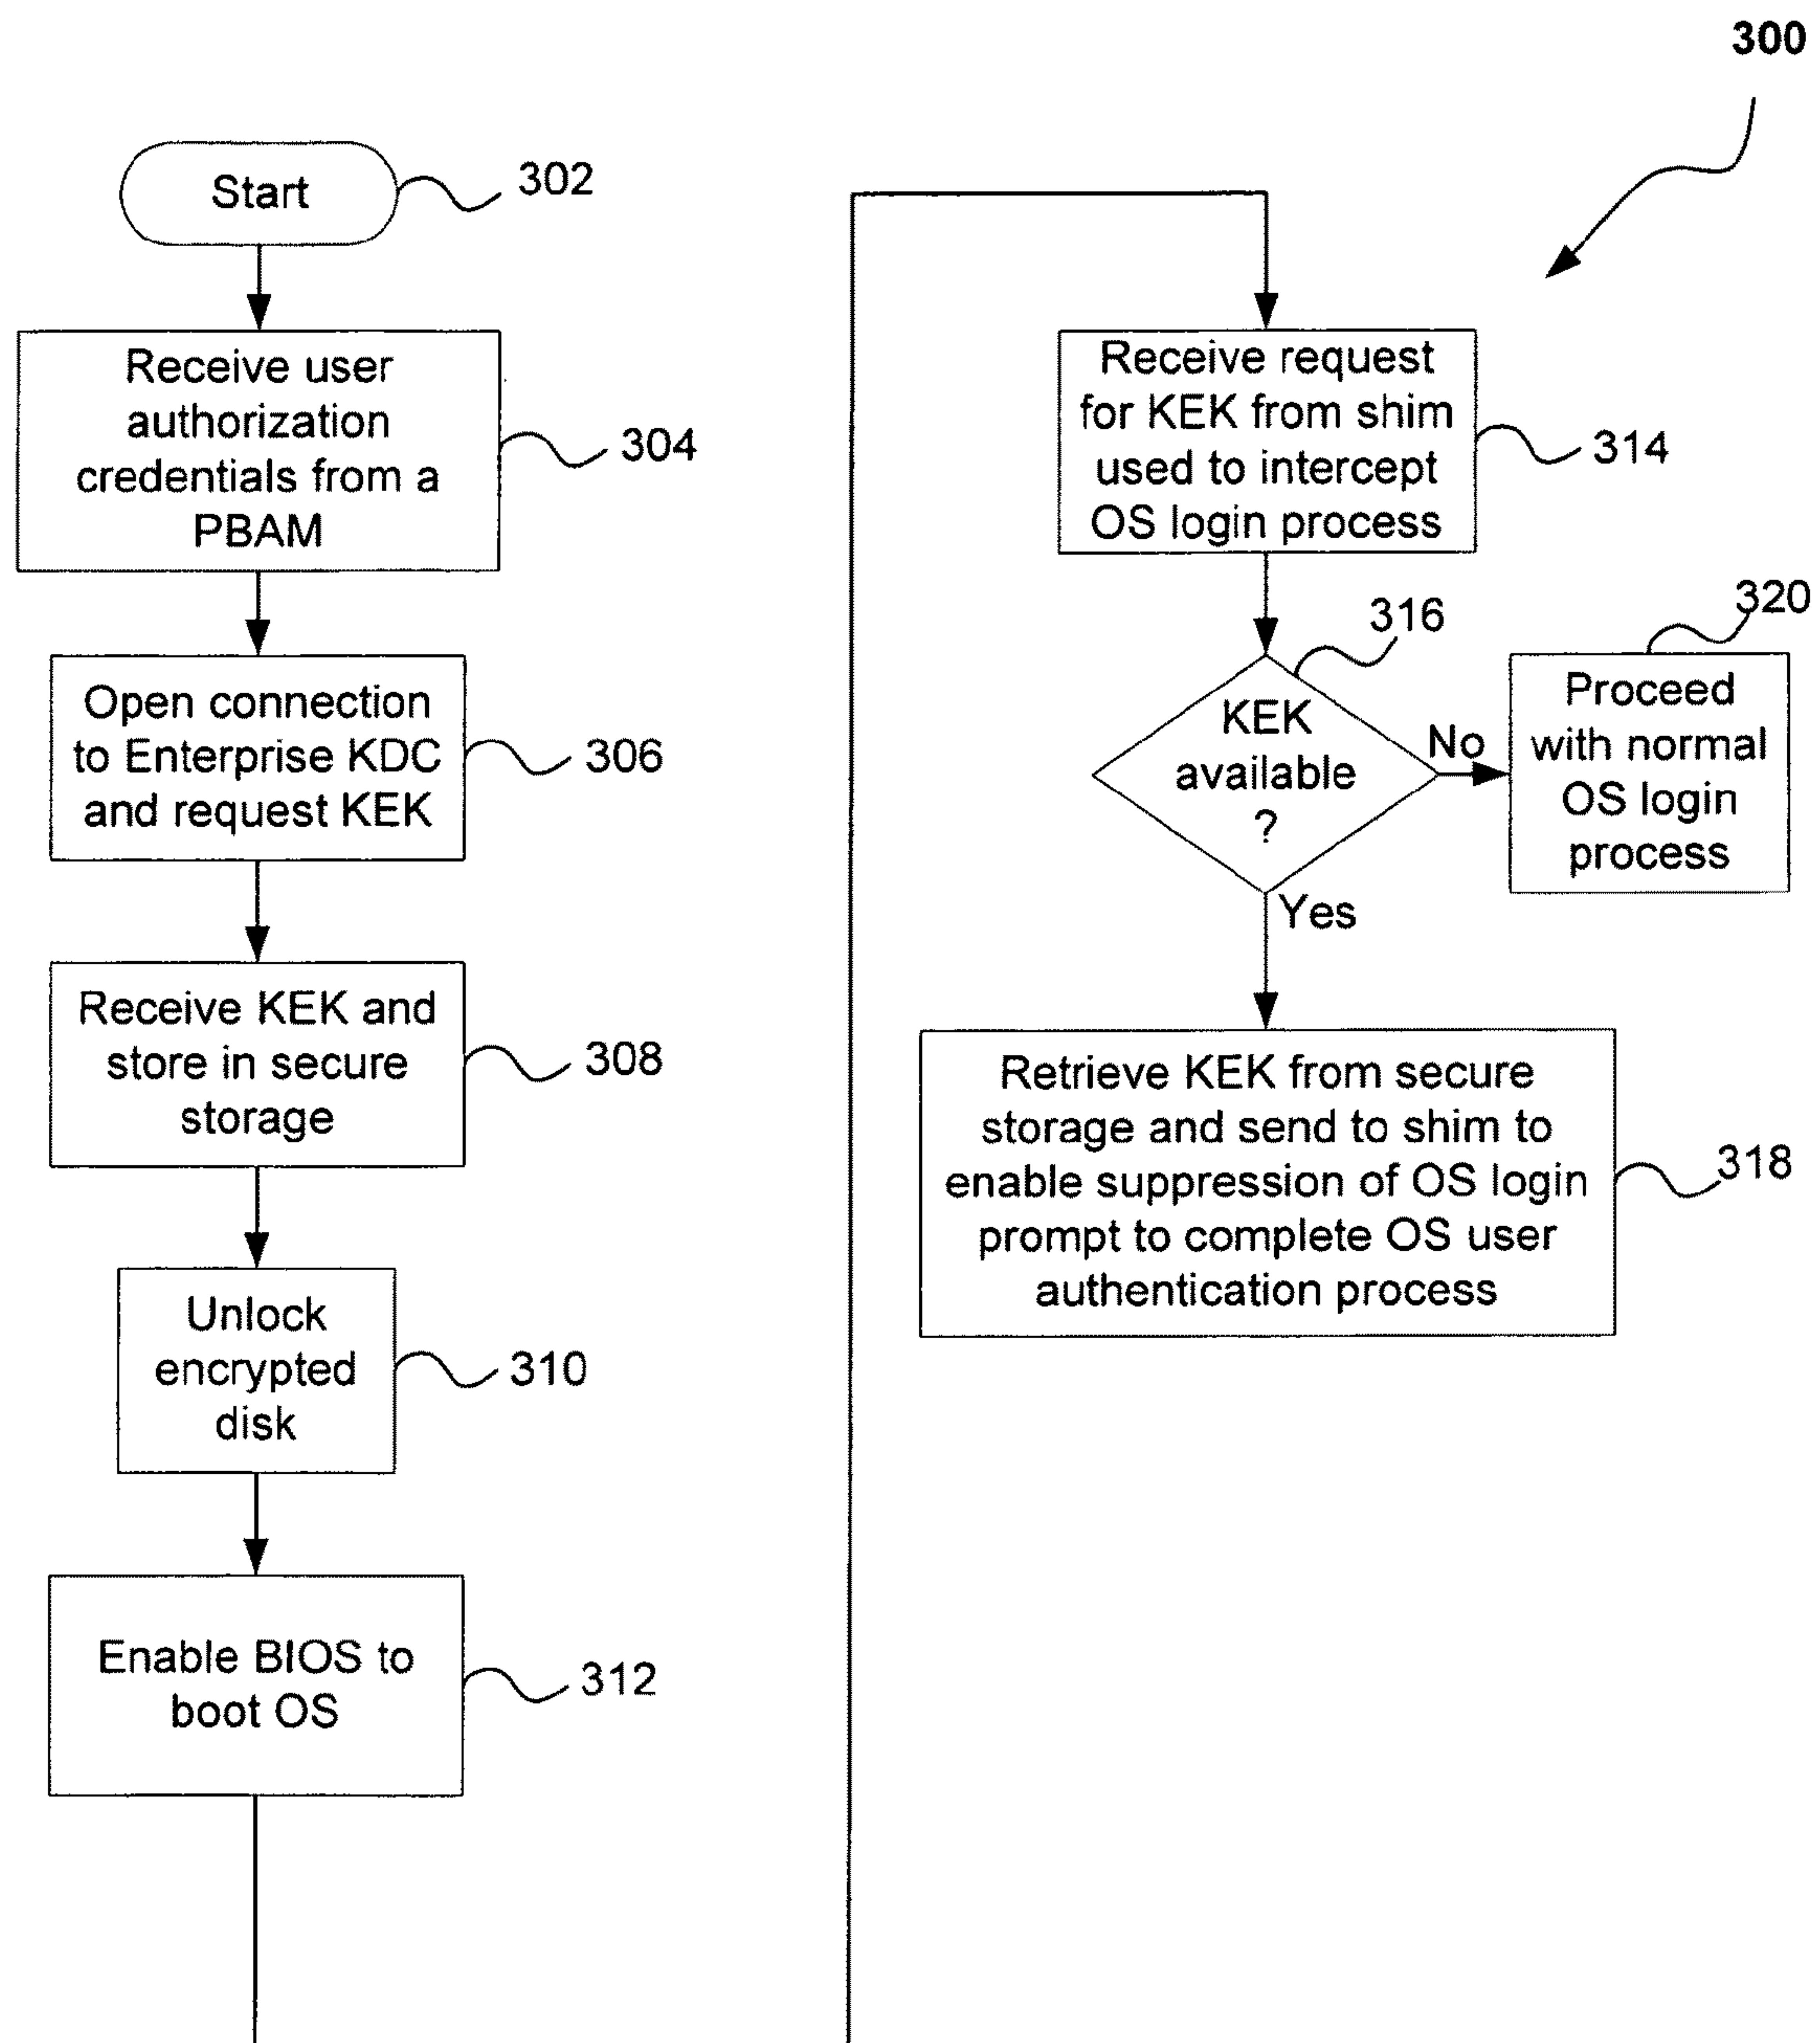 300
Start
302
Receive user
authorization
credentials from a
PBAM
304
Open connection
to Enterprise KDC
and request KEK
306
Receive KEK and
store in secure
storage
308
Unlock
encrypted
disk
310
Enable BIOS to
boot OS
312
Receive request
for KEK from shim
used to intercept
OS login process
314
316
KEK
available
?
No
Yes
320
Proceed
with normal
OS login
process
Retrieve KEK from secure
storage and send to shim to
enable suppression of OS login
prompt to complete OS user
authentication process
318